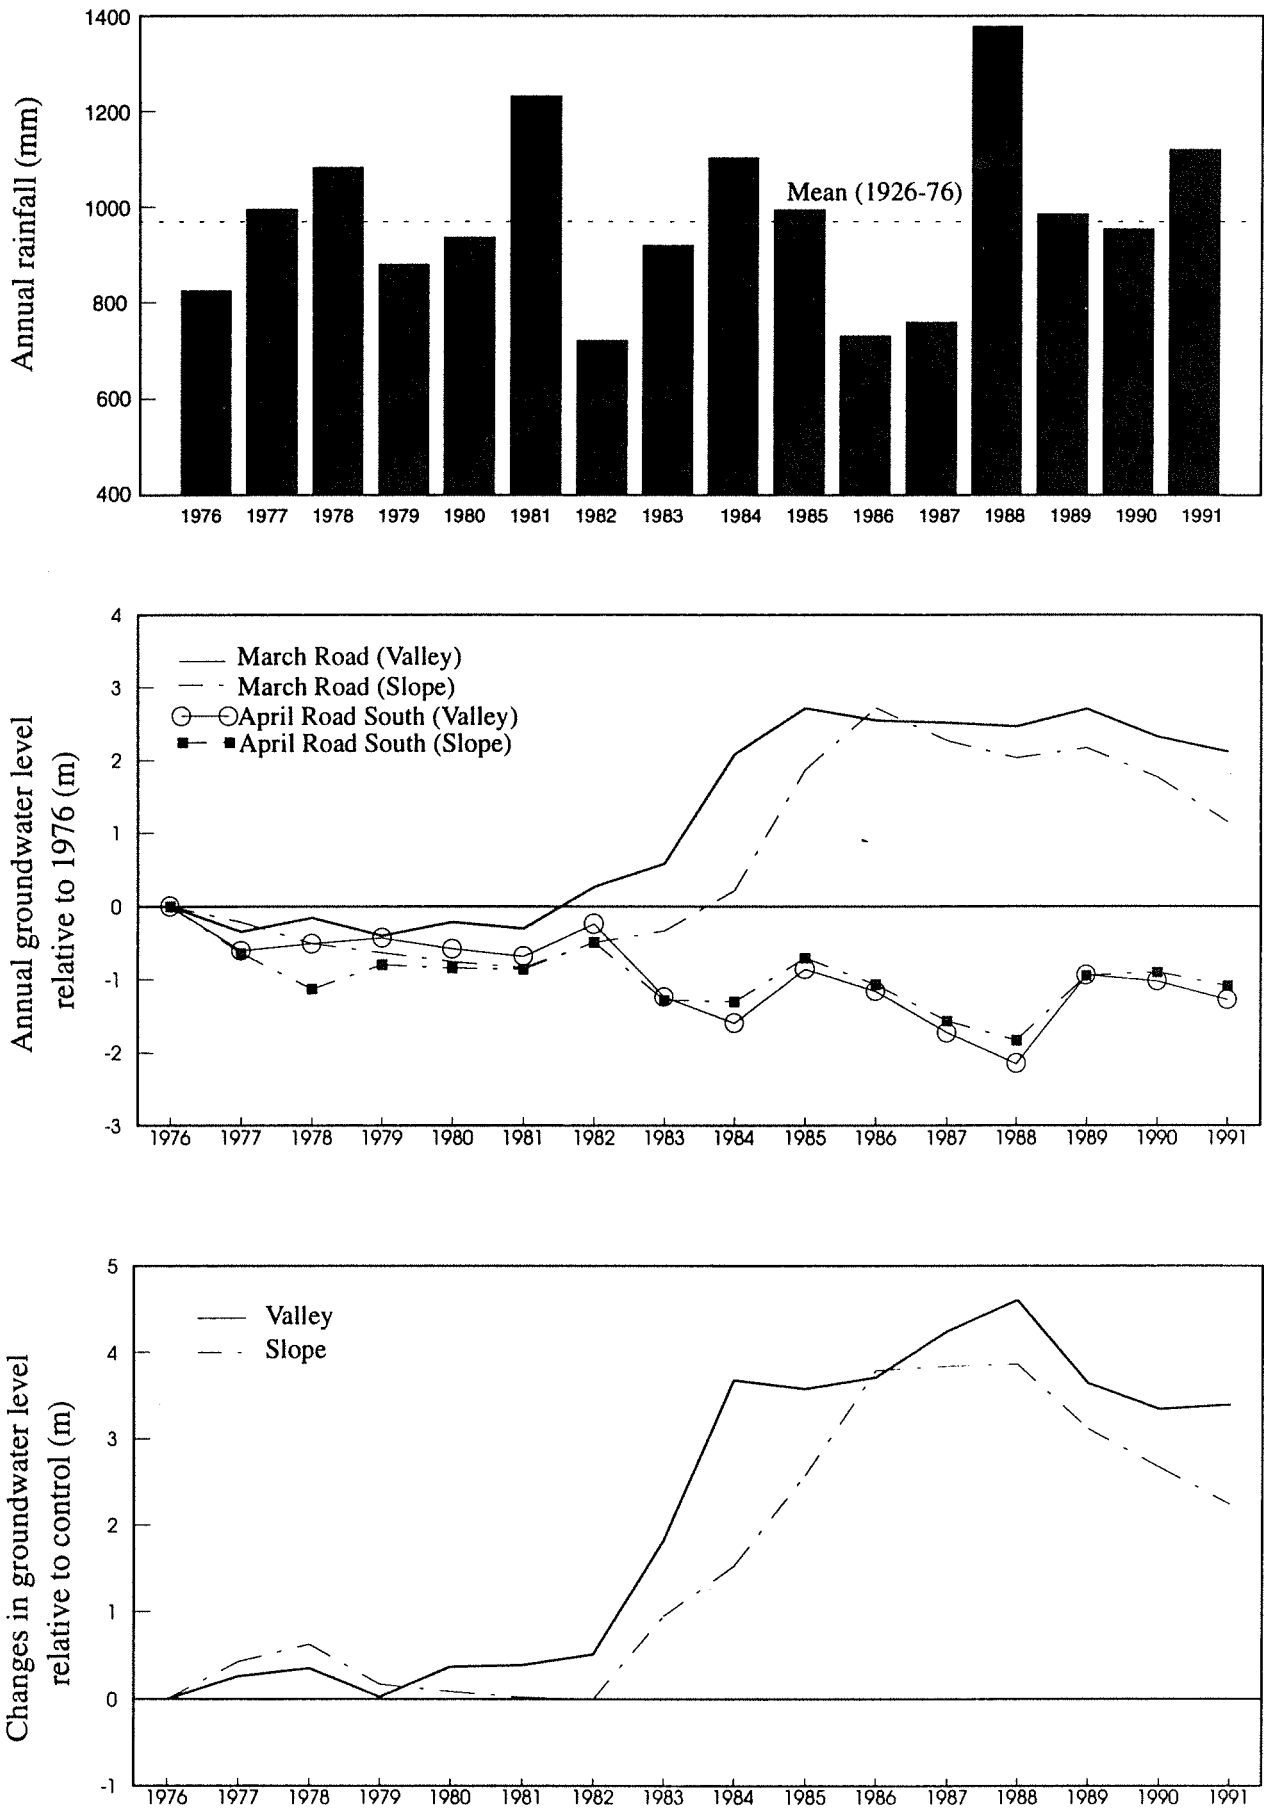 Annual rainfall (mm)
1400
1200
1000
800
600
400
Mean (1926-76)
1976 1977 1978 1979 1980 1981 1982 1983 1984 1985 1986 1987 1988 1989 1990 1991
Annual groundwater level
relative to 1976 (m)
4
3
2
1
0
-1
-2
-3
March Road (Valley)
March Road (Slope)
April Road South (Valley)
April Road South (Slope)
1976 1977 1978 1979 1980 1981 1982 1983 1984 1985 1986 1987 1988 1989 1990 1991
Changes in groundwater level
relative to control (m)
5
4
3
2
1
0
-1
Valley
Slope
1976 1977 1978 1979 1980 1981 1982 1983 1984 1985 1986 1987 1988 1989 1990 1991